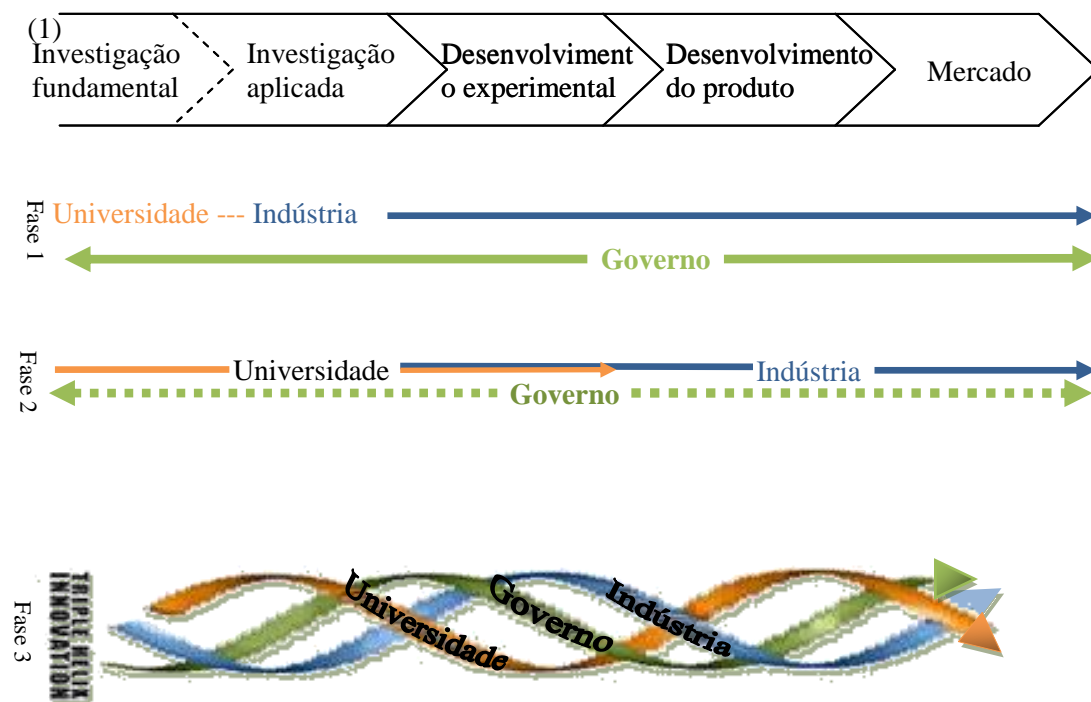 (1)
Investigação
fundamental
Investigação
aplicada
Desenvolviment
o experimental
Desenvolvimento
do produto
Mercado
Fase 1
Universidade --- Indústria
Governo
Fase 2
Universidade
Indústria
Governo
Fase 3
TRIPLE HELIX
INNOVATION
Universidade
Governo
Indústria